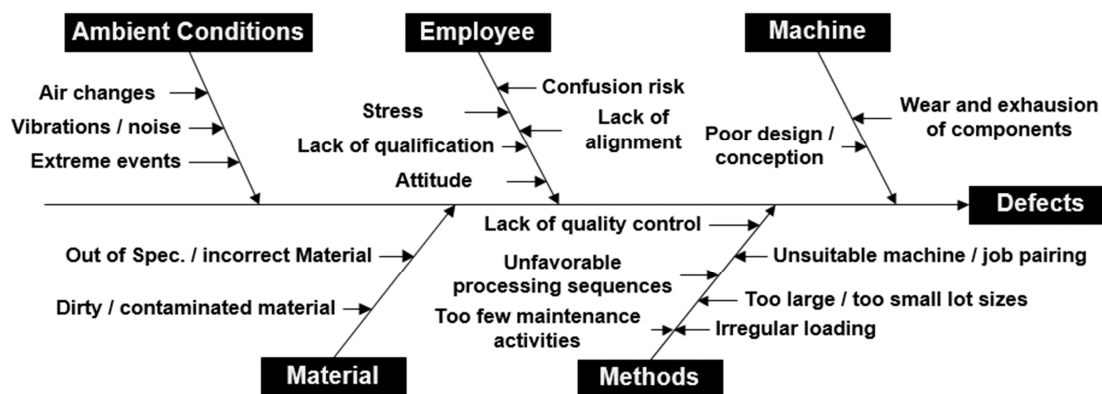 Ambient Conditions
Employee
Machine
Air changes
Vibrations / noise
Extreme events
Confusion risk
Stress
Lack of
alignment
Lack of qualification
Attitude
Wear and exhausion
of components
Poor design /
conception
Defects
Out of Spec. / incorrect Material
Dirty / contaminated material
Lack of quality control
Unsuitable machine / job pairing
Unfavorable
processing sequences
Too large / too small lot sizes
Too few maintenance
activities
Irregular loading
Material
Methods